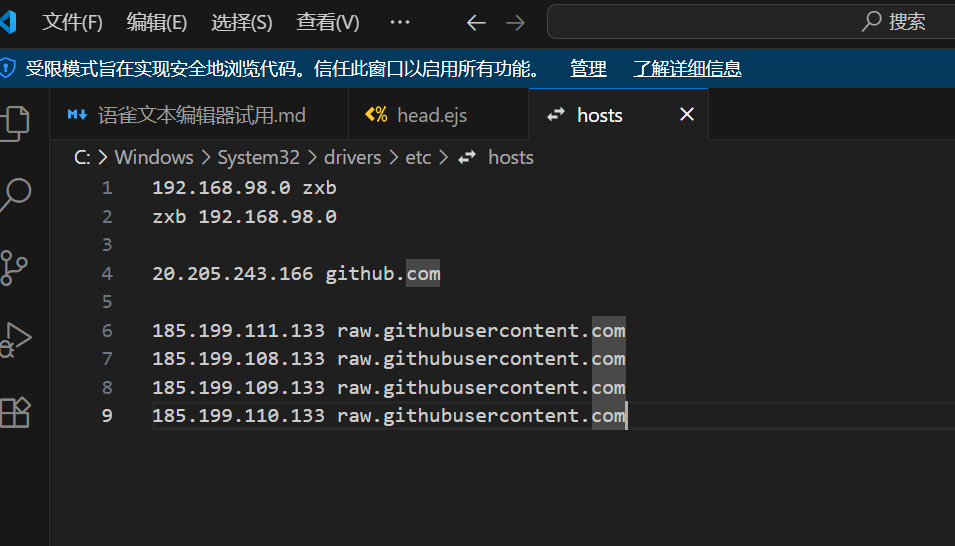 文件(F) 编辑(E) 选择(S) 查看(V) ··· 搜索
受限模式旨在实现安全地浏览代码。信任此窗口以启用所有功能。 管理 了解详细信息
语雀文本编辑器试用.md head.ejs hosts
C: > Windows > System32 > drivers > etc > hosts
1 192.168.98.0 zxb
2 zxb 192.168.98.0
3
4 20.205.243.166 github.com
5
6 185.199.111.133 raw.githubusercontent.com
7 185.199.108.133 raw.githubusercontent.com
8 185.199.109.133 raw.githubusercontent.com
9 185.199.110.133 raw.githubusercontent.com